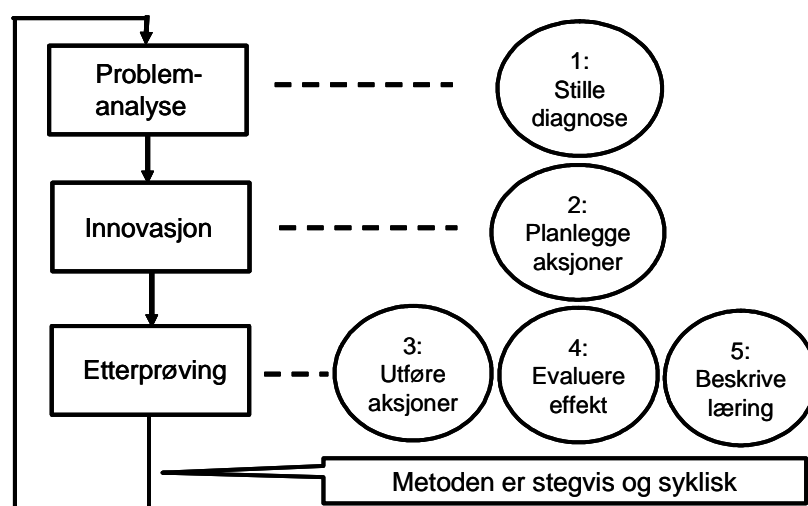 Problem-
analyse
1:
Stille
diagnose
Innovasjon
2:
Planlegge
aksjoner
Etterprøving
3:
Utføre
aksjoner
4:
Evaluere
effekt
5:
Beskrive
læring
Metoden er stegvis og syklisk